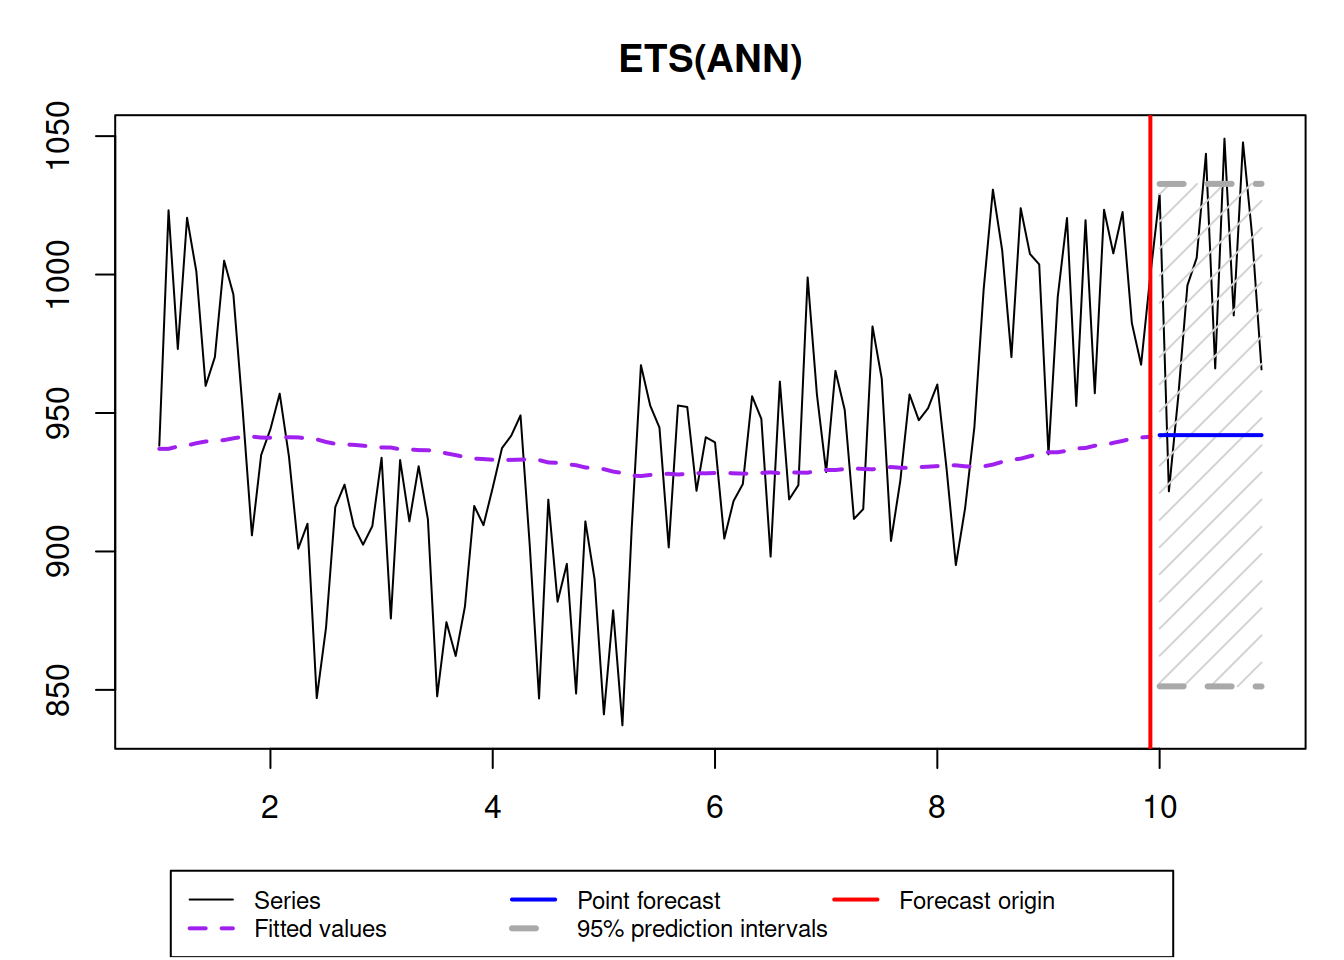 ETS(ANN)
1050
1000
950
900
850
2 4 6 8 10
Series Point forecast Forecast origin
Fitted values 95% prediction intervals